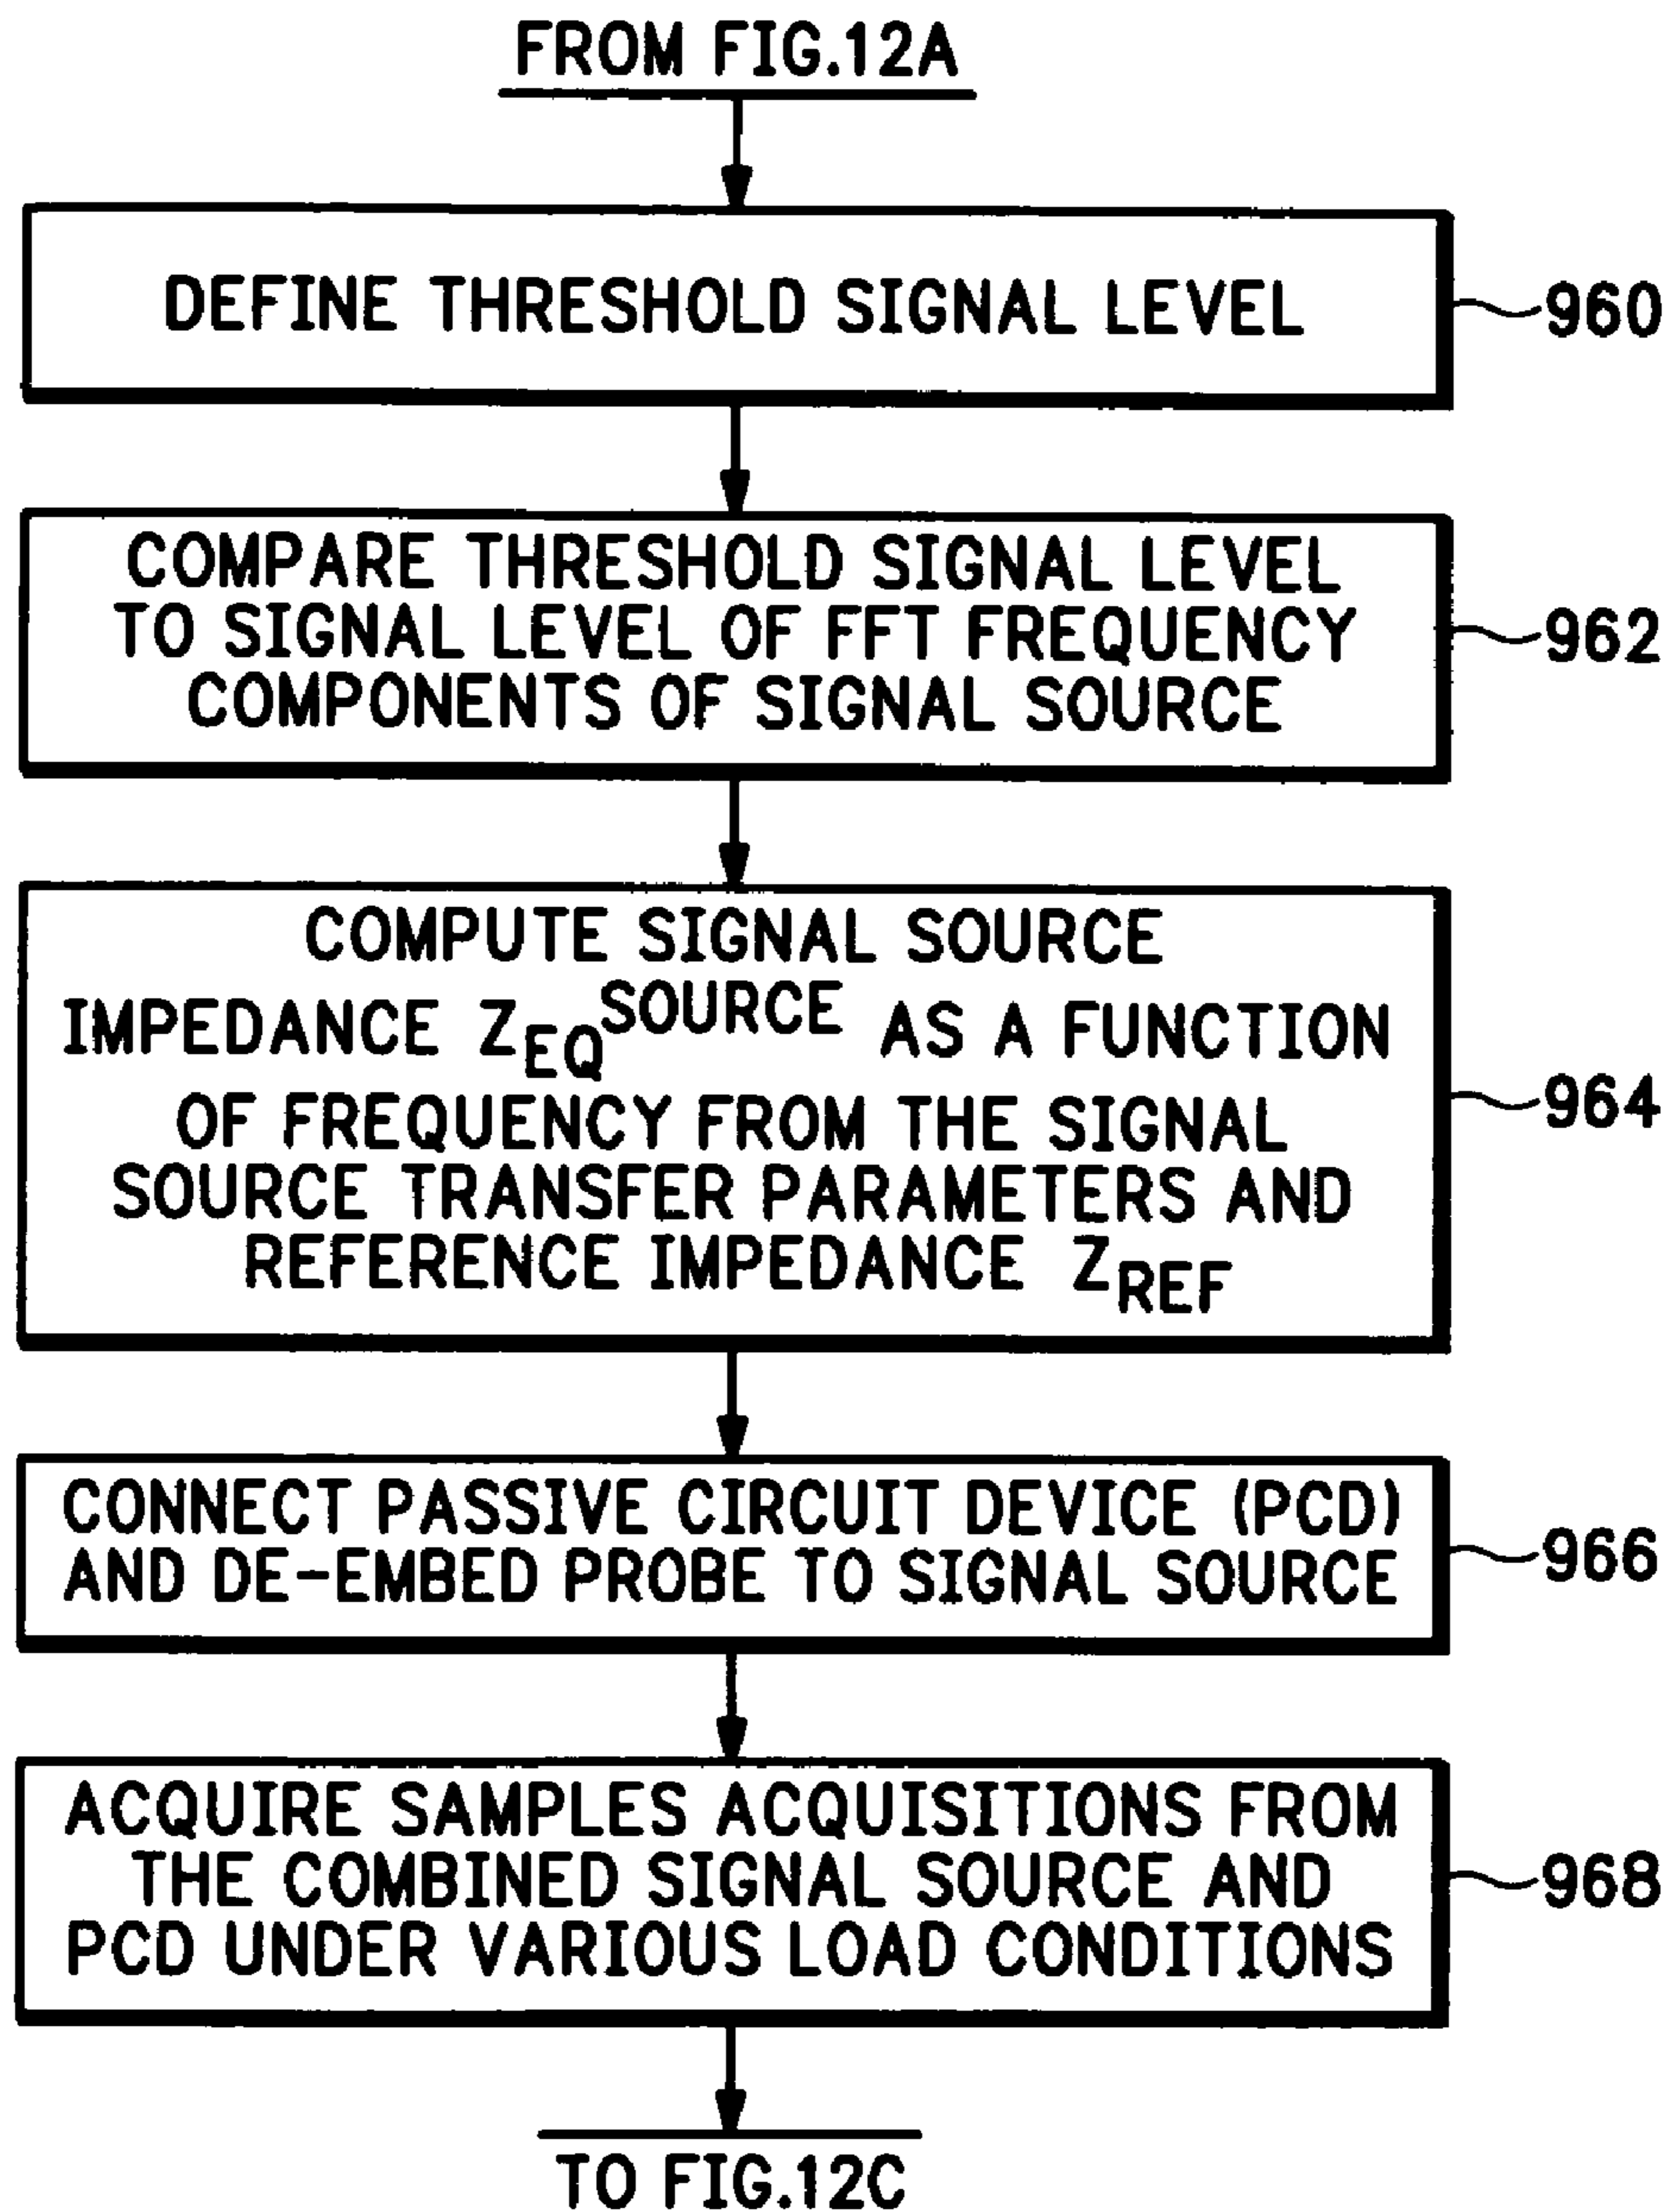 FROM FIG.12A
DEFINE THRESHOLD SIGNAL LEVEL
960
COMPARE THRESHOLD SIGNAL LEVEL
TO SIGNAL LEVEL OF FFT FREQUENCY
COMPONENTS OF SIGNAL SOURCE
962
COMPUTE SIGNAL SOURCE
IMPEDANCE Z_EQ^SOURCE AS A FUNCTION
OF FREQUENCY FROM THE SIGNAL
SOURCE TRANSFER PARAMETERS AND
REFERENCE IMPEDANCE Z_REF
964
CONNECT PASSIVE CIRCUIT DEVICE (PCD)
AND DE-EMBED PROBE TO SIGNAL SOURCE
966
ACQUIRE SAMPLES ACQUISITIONS FROM
THE COMBINED SIGNAL SOURCE AND
PCD UNDER VARIOUS LOAD CONDITIONS
968
TO FIG.12C